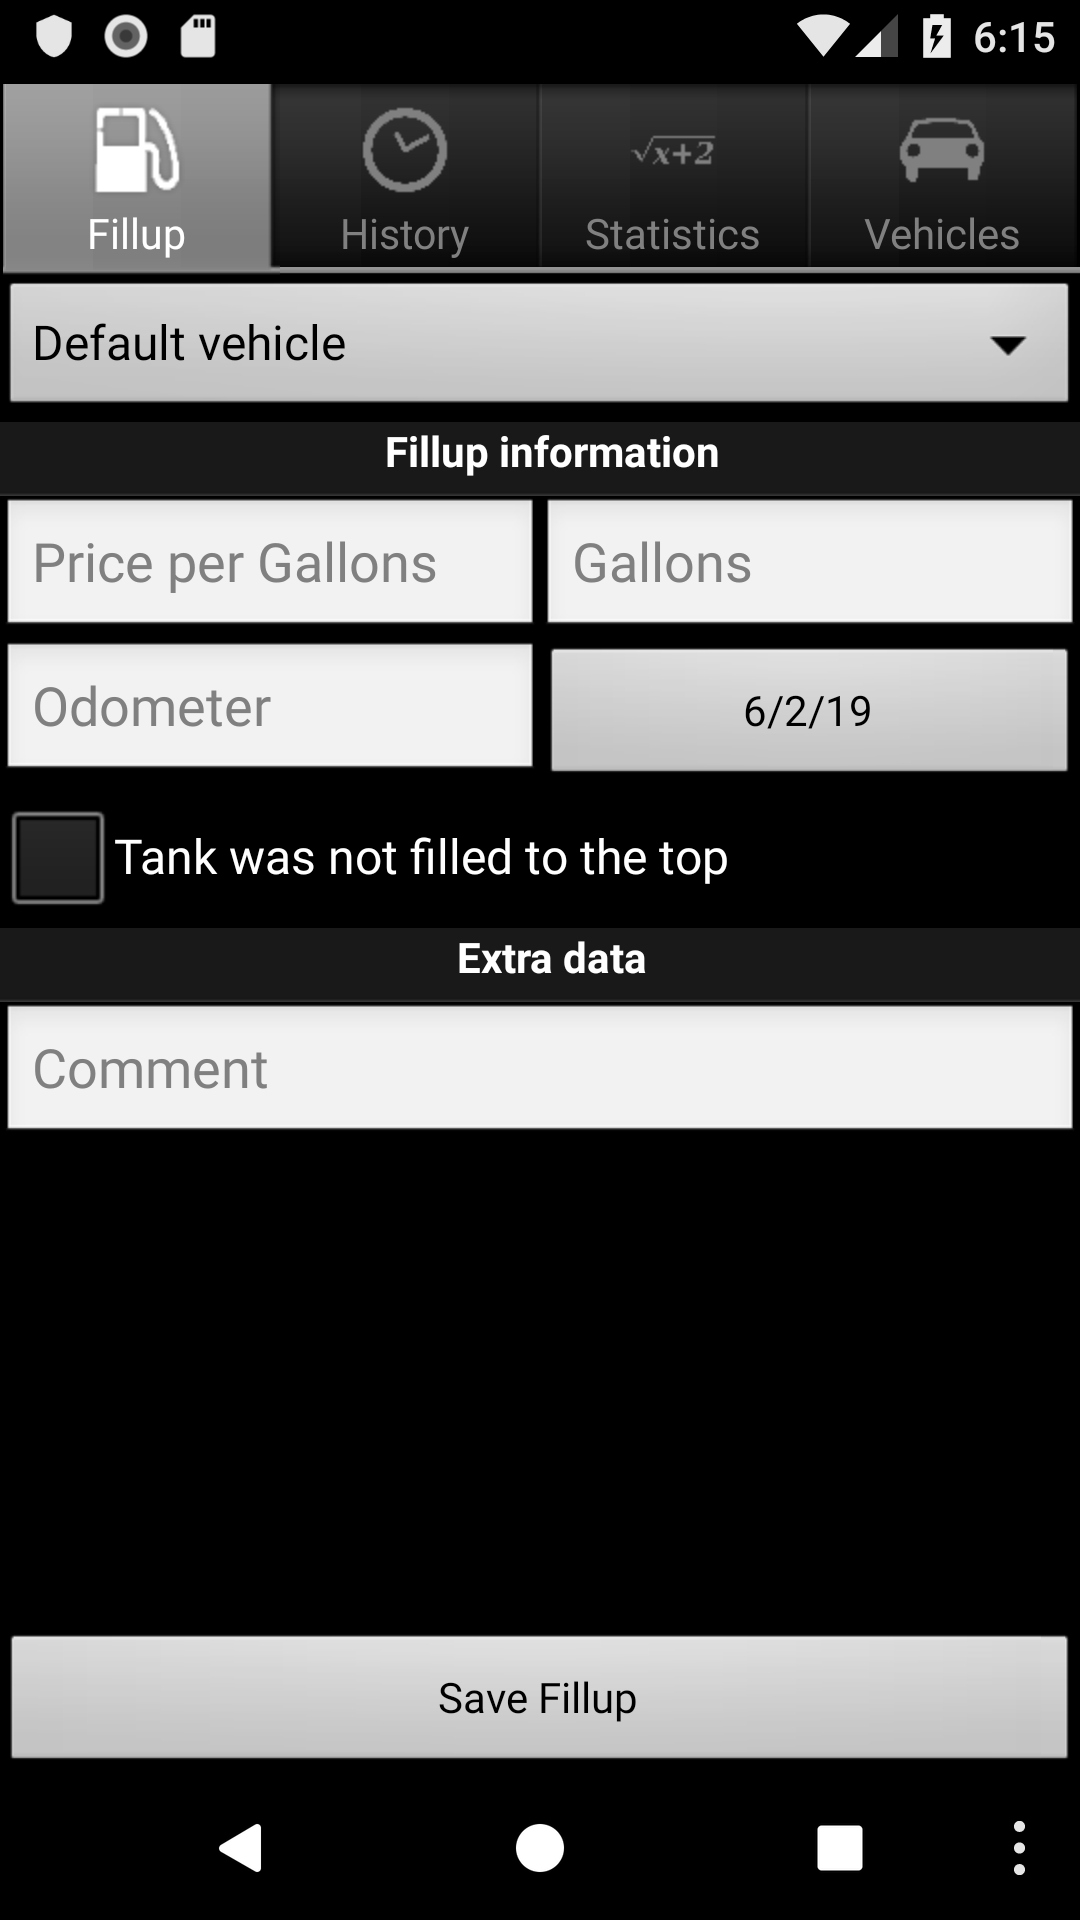 6:15
Fillup
History
√x+2
Statistics
Vehicles
Default vehicle
Fillup information
Price per Gallons
Gallons
Odometer
6/2/19
Tank was not filled to the top
Extra data
Comment
Save Fillup